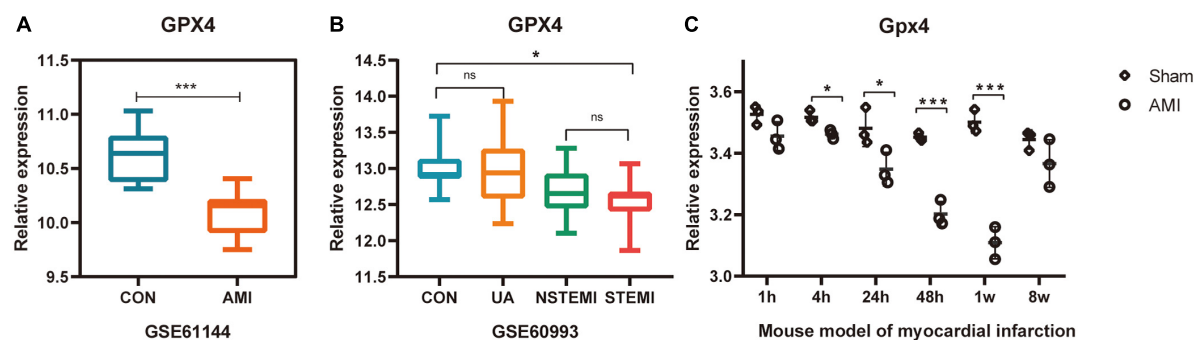 A
GPX4
Relative expression
11.5
11.0
10.5
10.0
9.5
***
CON AMI
GSE61144
B
GPX4
Relative expression
14.5
14.0
13.5
13.0
12.5
12.0
11.5
*
ns
ns
CON UA NSTEMI STEMI
GSE60993
C
Gpx4
Relative expression
3.6
3.4
3.2
3.0
* * *** ***
1h 4h 24h 48h 1w 8w
Mouse model of myocardial infarction
Sham
AMI